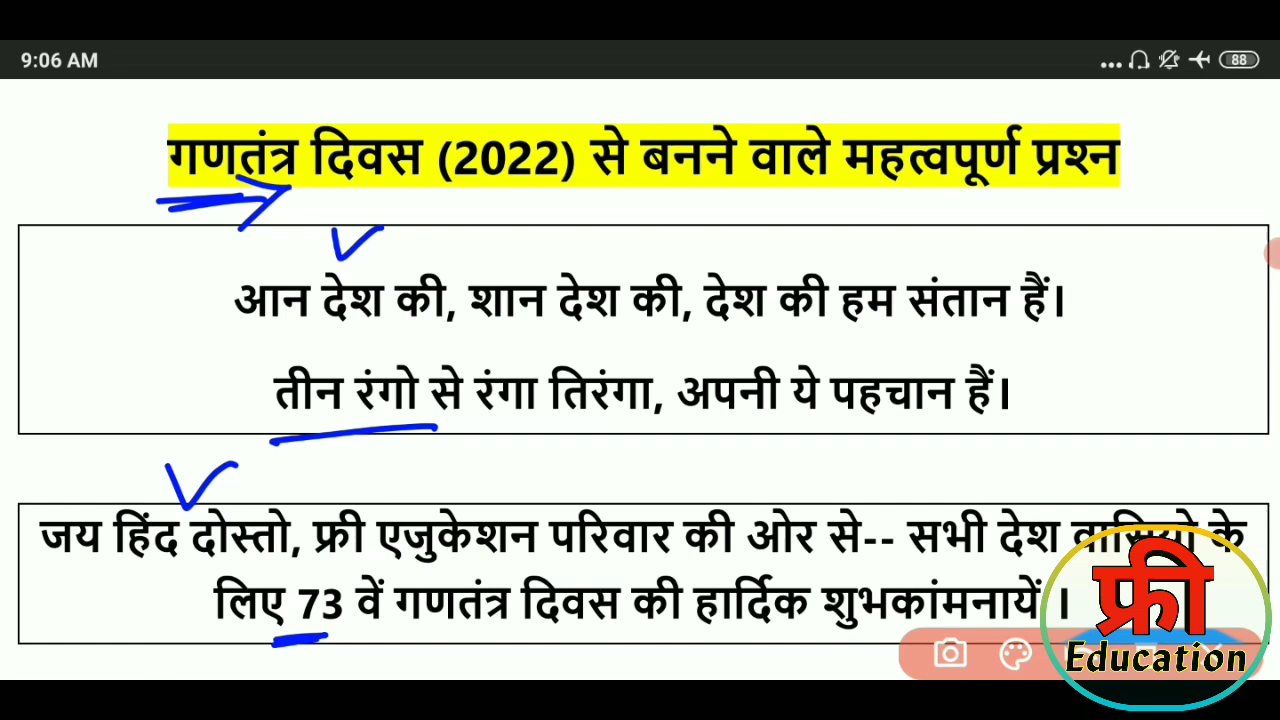 9:06 AM
88
गणतंत्र दिवस (2022) से बनने वाले महत्वपूर्ण प्रश्न
आन देश की, शान देश की, देश की हम संतान हैं।
तीन रंगो से रंगा तिरंगा, अपनी ये पहचान हैं।
जय हिंद दोस्तो, फ्री एजुकेशन परिवार की ओर से-- सभी देश वासियो के
लिए 73 वें गणतंत्र दिवस की हार्दिक शुभकांमनायें ।
फ्री
Education